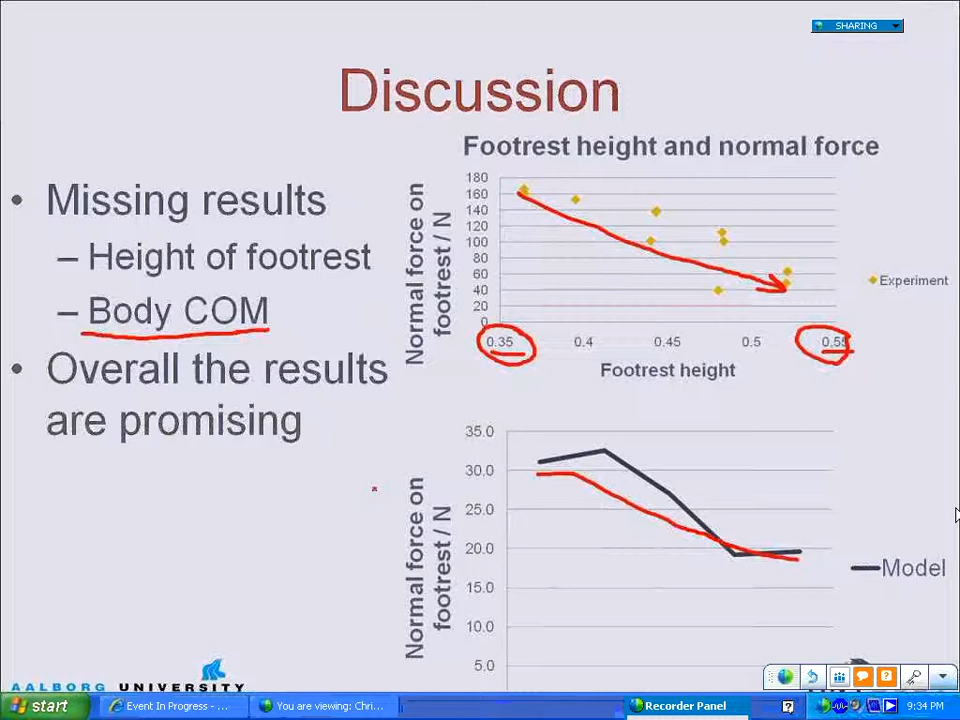 SHARING
Discussion
• Missing results
– Height of footrest
– Body COM
• Overall the results
are promising
Footrest height and normal force
Normal force on
footrest / N
180
160
140
120
100
80
60
40
20
0
0.35 0.4 0.45 0.5 0.55
Footrest height
Experiment
Normal force on
footrest / N
35.0
30.0
25.0
20.0
15.0
10.0
5.0
Model
AALBORG UNIVERSITY
start
Event In Progress - ...
You are viewing: Chri...
Recorder Panel
9:34 PM